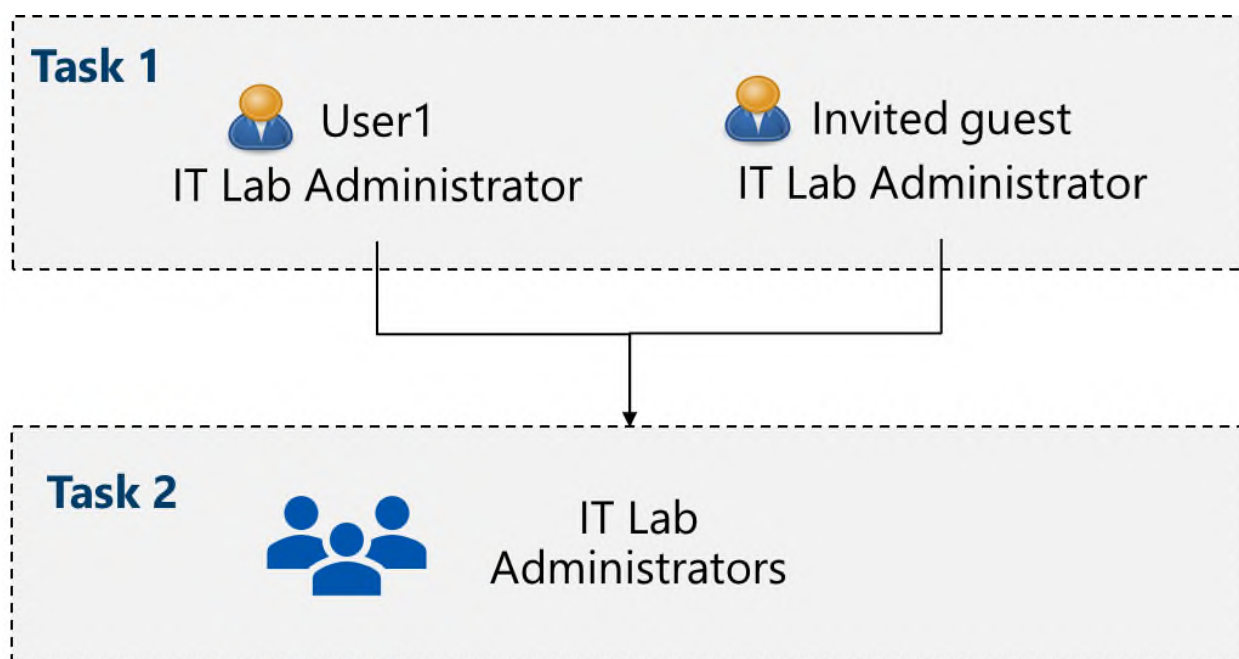 Task 1
User1
IT Lab Administrator
Invited guest
IT Lab Administrator
Task 2
IT Lab
Administrators